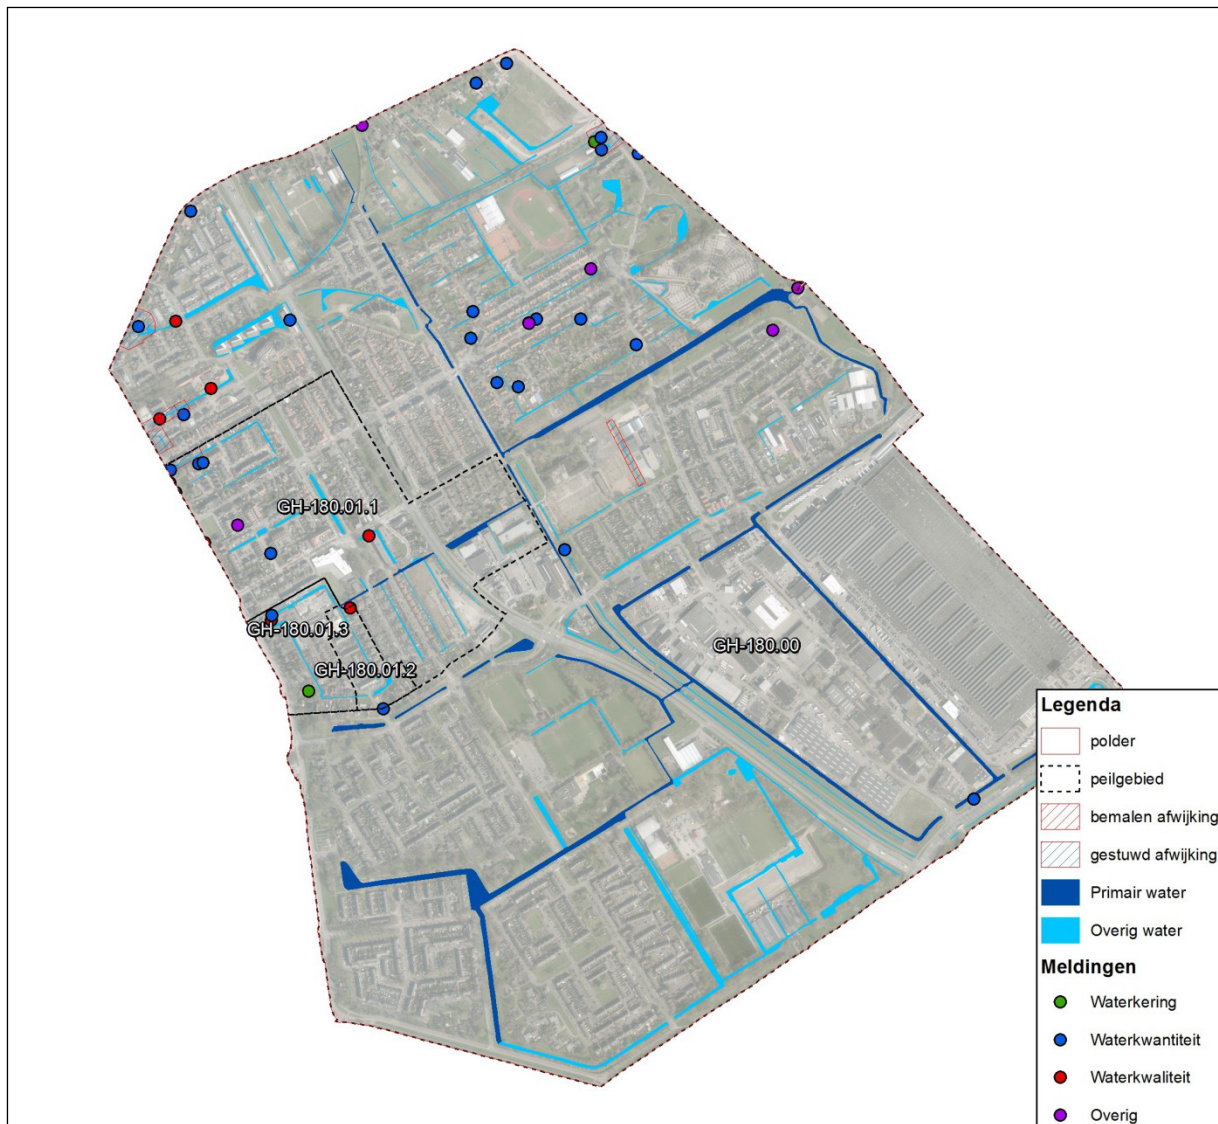 GH-180.01.1
GH-180.01.3
GH-180.00
GH-180.01.2
Legenda
polder
peilgebied
bemalen afwijking
gestuwd afwijking
Primair water
Overig water
Meldingen
Waterkering
Waterkwantiteit
Waterkwaliteit
Overig